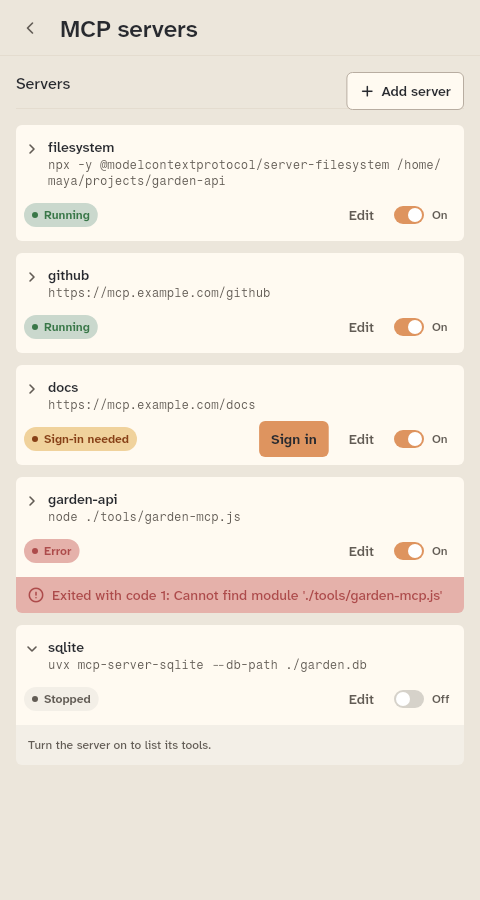 MCP servers
Servers
Add server
filesystem
npx -y @modelcontextprotocol/server-filesystem /home/
maya/projects/garden-api
Running
Edit
On
github
https://mcp.example.com/github
Running
Edit
On
docs
https://mcp.example.com/docs
Sign-in needed
Sign in
Edit
On
garden-api
node ./tools/garden-mcp.js
Error
Edit
On
Exited with code 1: Cannot find module './tools/garden-mcp.js'
sqlite
uvx mcp-server-sqlite --db-path ./garden.db
Stopped
Edit
Off
Turn the server on to list its tools.